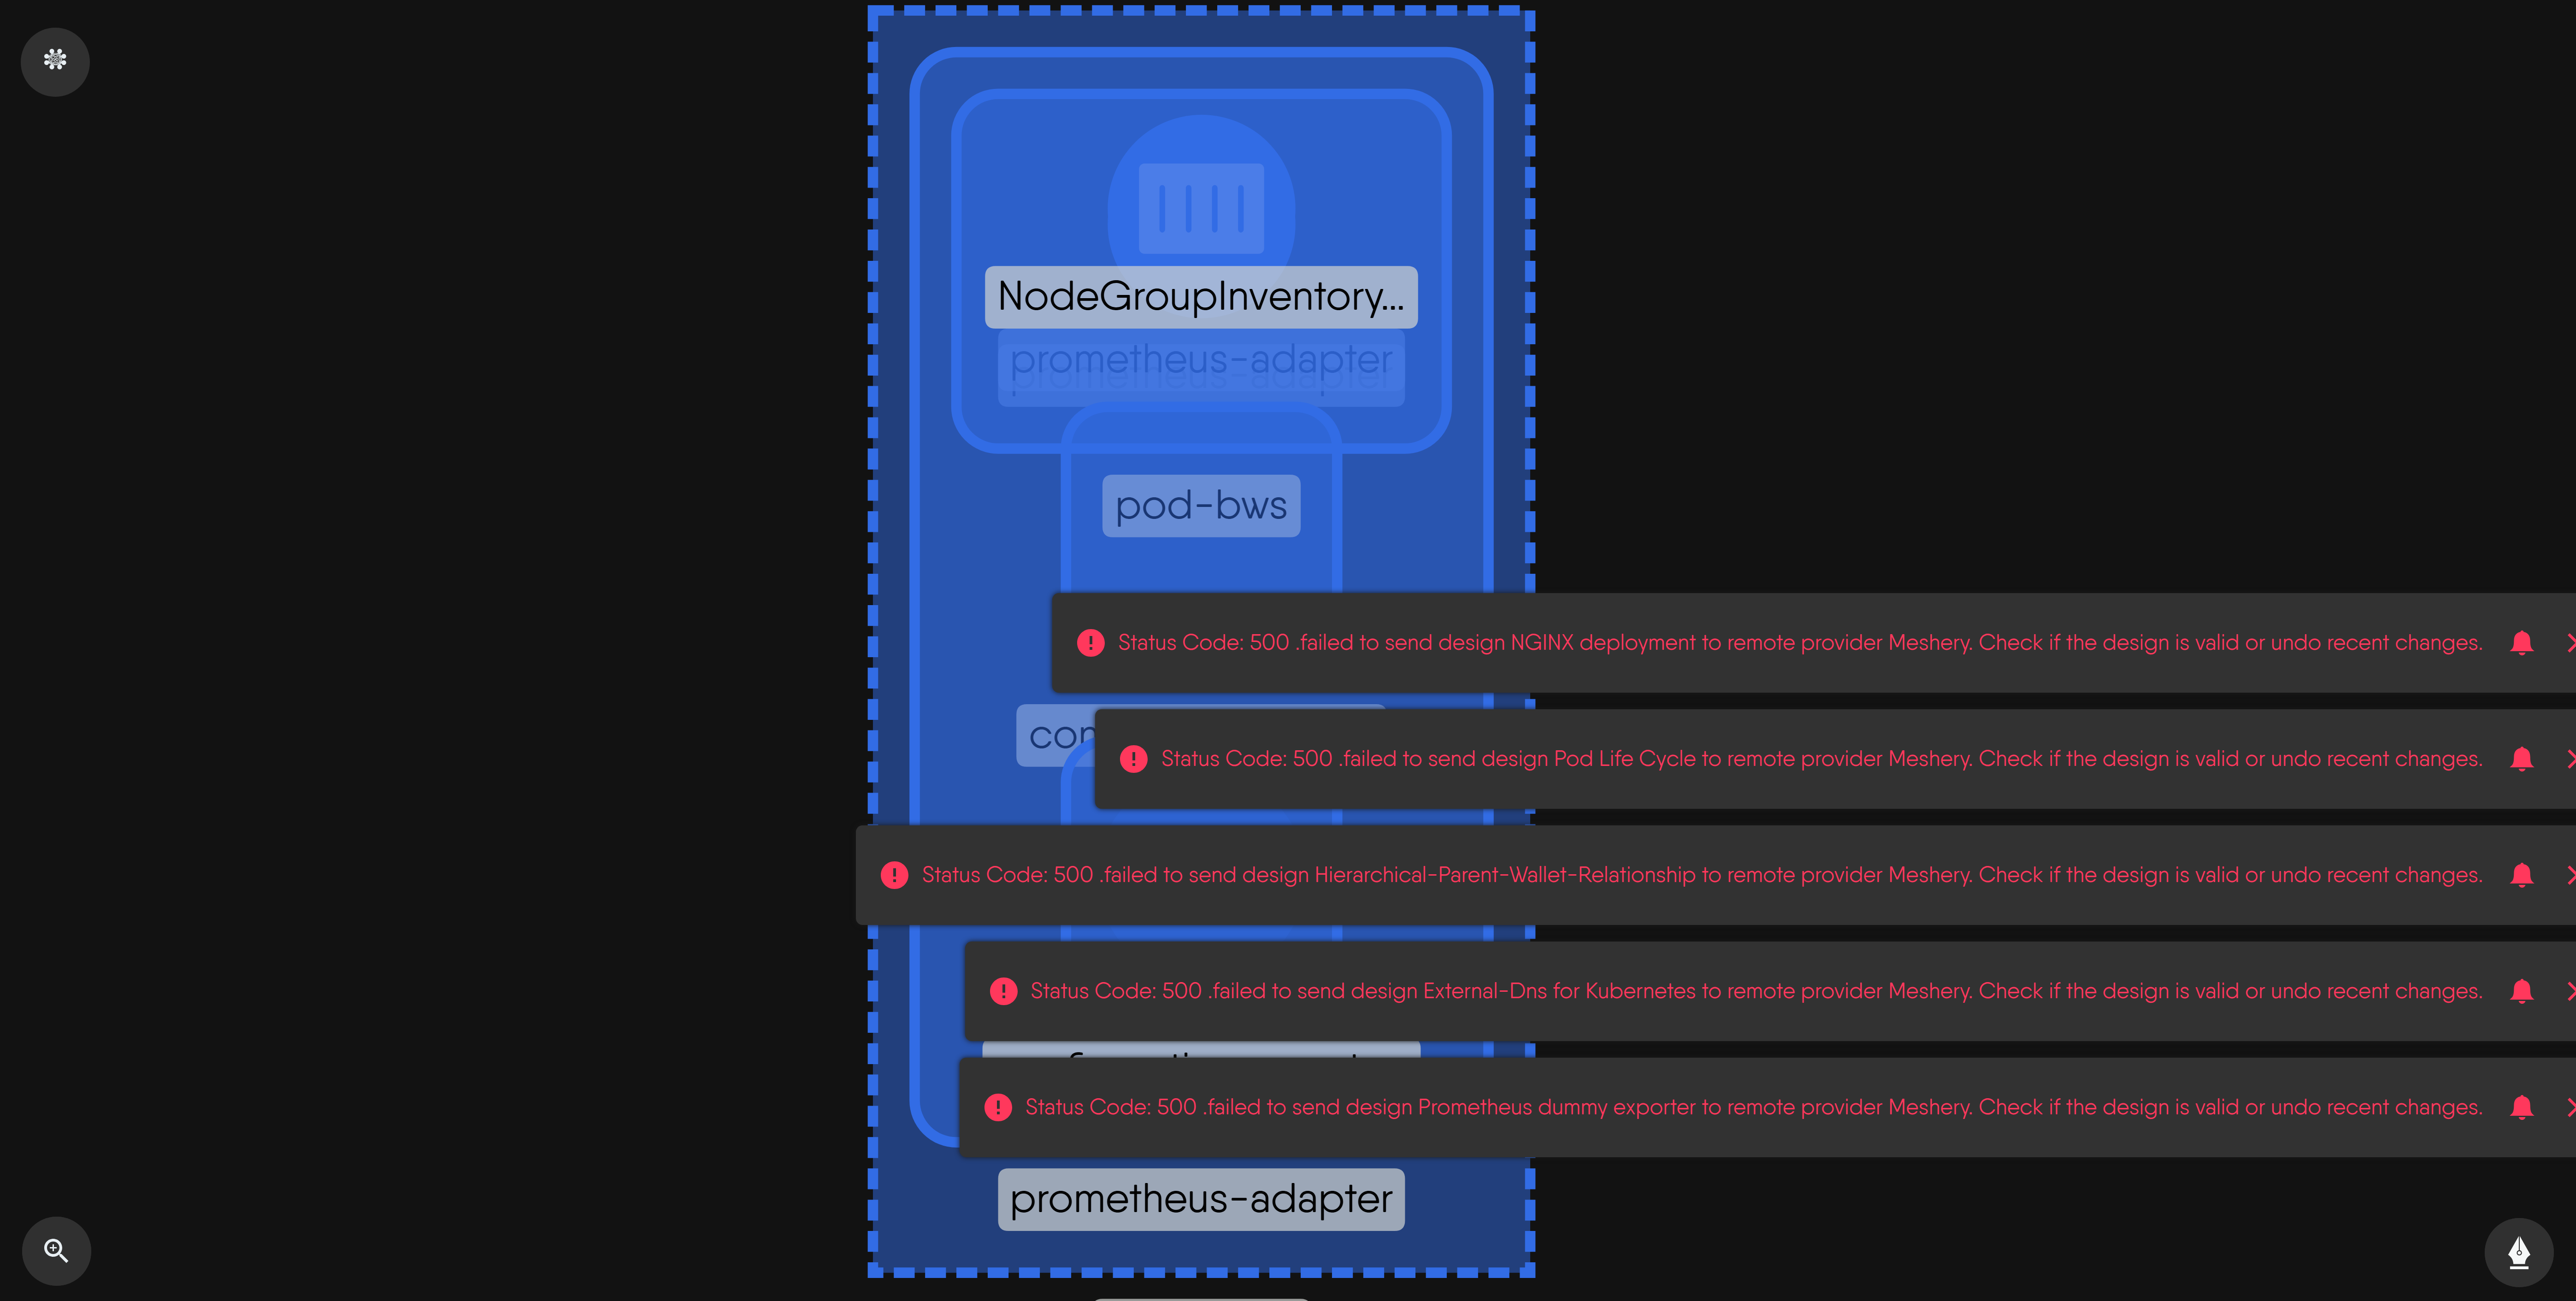 NodeGroupInventory...
prometheus-adapter
prometheus-adapter
pod-bws
Status Code: 500 .failed to send design NGINX deployment to remote provider Meshery. Check if the design is valid or undo recent changes.
Status Code: 500 .failed to send design Pod Life Cycle to remote provider Meshery. Check if the design is valid or undo recent changes.
Status Code: 500 .failed to send design Hierarchical-Parent-Wallet-Relationship to remote provider Meshery. Check if the design is valid or undo recent changes.
Status Code: 500 .failed to send design External-Dns for Kubernetes to remote provider Meshery. Check if the design is valid or undo recent changes.
Status Code: 500 .failed to send design Prometheus dummy exporter to remote provider Meshery. Check if the design is valid or undo recent changes.
prometheus-adapter